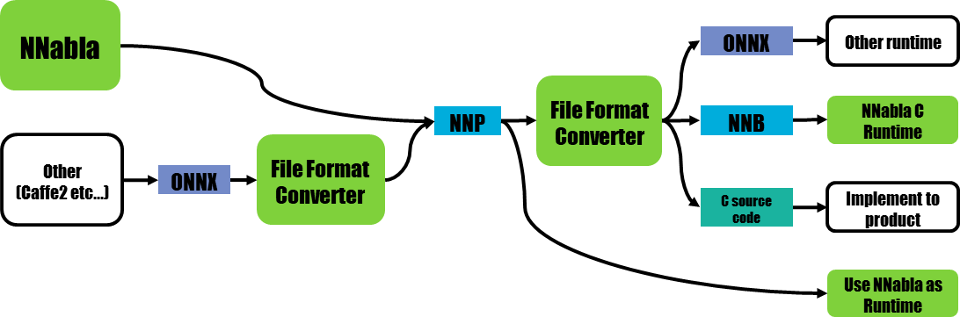 NNabla
Other
(Caffe2 etc...)
ONNX
File Format
Converter
NNP
File Format
Converter
ONNX
Other runtime
NNB
NNabla C
Runtime
C source
code
Implement to
product
Use NNabla as
Runtime